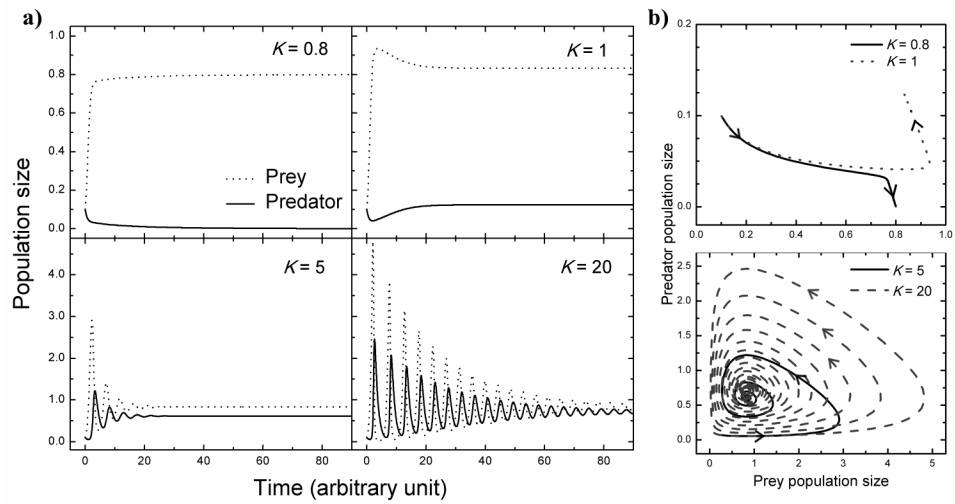 a)
K = 0.8
K = 1
Prey
Predator
K = 5
K = 20
1.0
0.8
0.6
0.4
0.2
0.0
4.0
3.0
2.0
1.0
0.0
0 20 40 60 80 0 20 40 60 80
Population size
Time (arbitrary unit)
b)
K = 0.8
K = 1
0.2
0.1
0.1
0.0
0.0 0.2 0.4 0.6 0.8 1.0
K = 5
K = 20
2.5
2.0
1.5
1.0
0.5
0.0
0 1 2 3 4 5
Predator population size
Prey population size